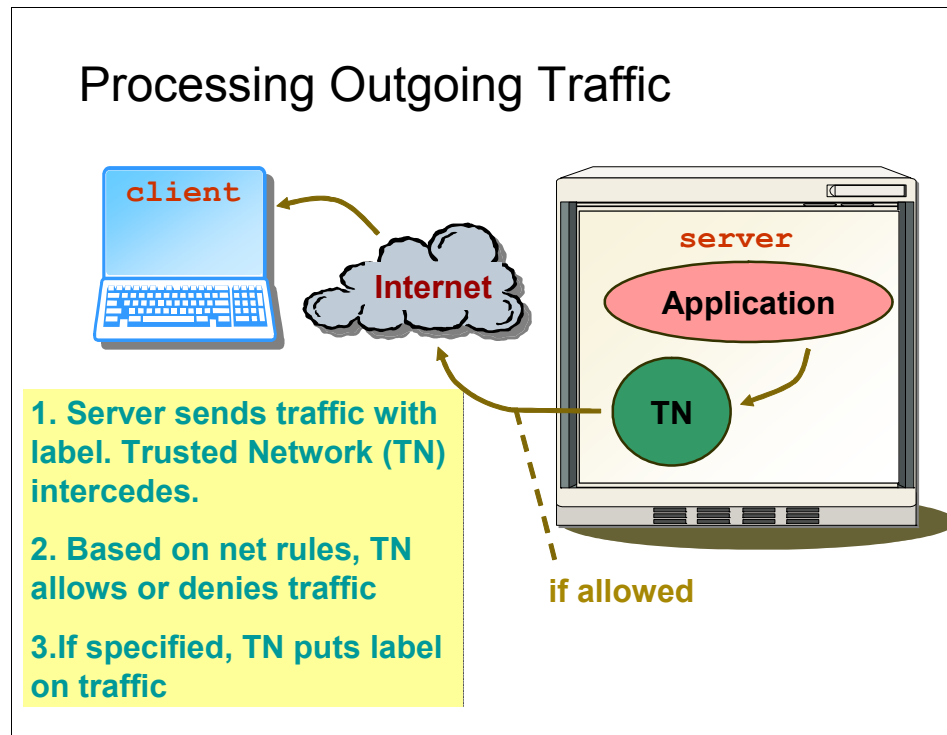 Processing Outgoing Traffic
client
Internet
server
Application
TN
1. Server sends traffic with
label. Trusted Network (TN)
intercedes.
2. Based on net rules, TN
allows or denies traffic
3.If specified, TN puts label
on traffic
if allowed